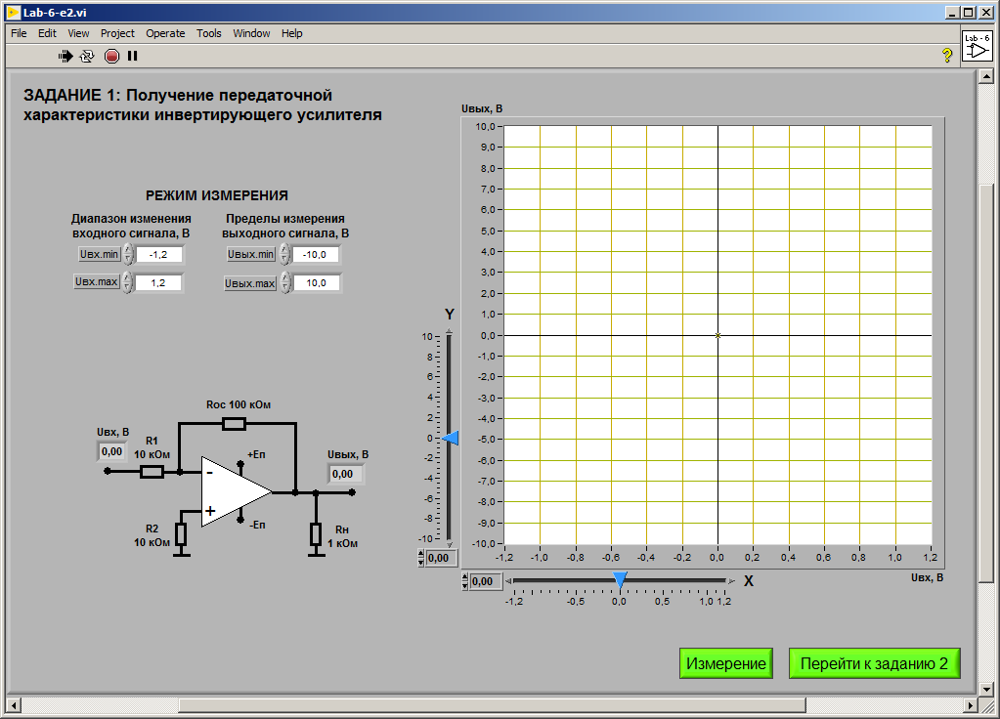 Lab-6-e2.vi
File Edit View Project Operate Tools Window Help
Lab - 6
?
ЗАДАНИЕ 1: Получение передаточной
характеристики инвертирующего усилителя
РЕЖИМ ИЗМЕРЕНИЯ
Диапазон изменения
входного сигнала, В
Uвх.min -1,2
Uвх.max 1,2
Пределы измерения
выходного сигнала, В
Uвых.min -10,0
Uвых.max 10,0
Uвых, В
10,0
9,0
8,0
7,0
6,0
5,0
4,0
3,0
2,0
1,0
0,0
-1,0
-2,0
-3,0
-4,0
-5,0
-6,0
-7,0
-8,0
-9,0
-10,0
-1,2 -1,0 -0,8 -0,6 -0,4 -0,2 0,0 0,2 0,4 0,6 0,8 1,0 1,2
Uвх, В
Y
10
8
6
4
2
0
-2
-4
-6
-8
-10
0,00
0,00
X
-1,2 -0,5 0,0 0,5 1,0 1,2
Rос 100 кОм
Uвх, В
0,00
R1
10 кОм
+Еп
-
+
-Еп
Uвых, В
0,00
R2
10 кОм
Rн
1 кОм
Измерение
Перейти к заданию 2